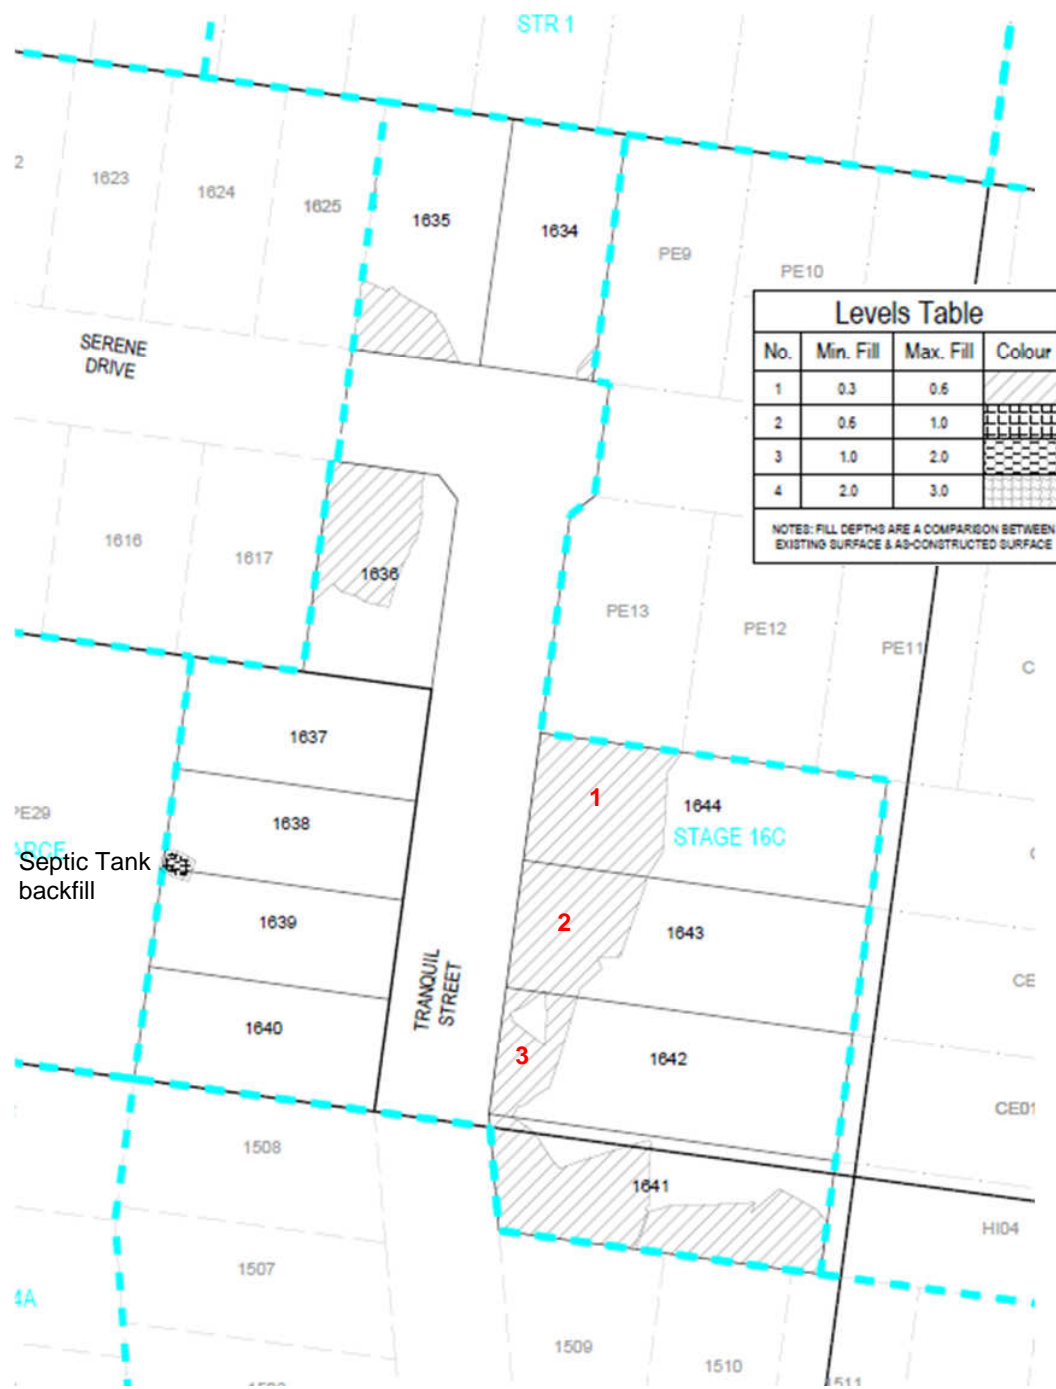 STR 1
2
1623
1624
1625
1635
1634
PE9
PE10
Levels Table
No. Min. Fill Max. Fill Colour
1 0.3 0.6
2 0.6 1.0
3 1.0 2.0
4 2.0 3.0
NOTES: FILL DEPTHS ARE A COMPARISON BETWEEN
EXISTING SURFACE & AS-CONSTRUCTED SURFACE
SERENE
DRIVE
1616
1617
1636
PE13
PE12
PE11
C
1637
1638
PE29
Septic Tank
backfill
1639
1640
TRANQUIL
STREET
1
1644
STAGE 16C
2
1643
CE
3
1642
CE01
1641
HI04
1508
1507
4A
1509
1510
1511